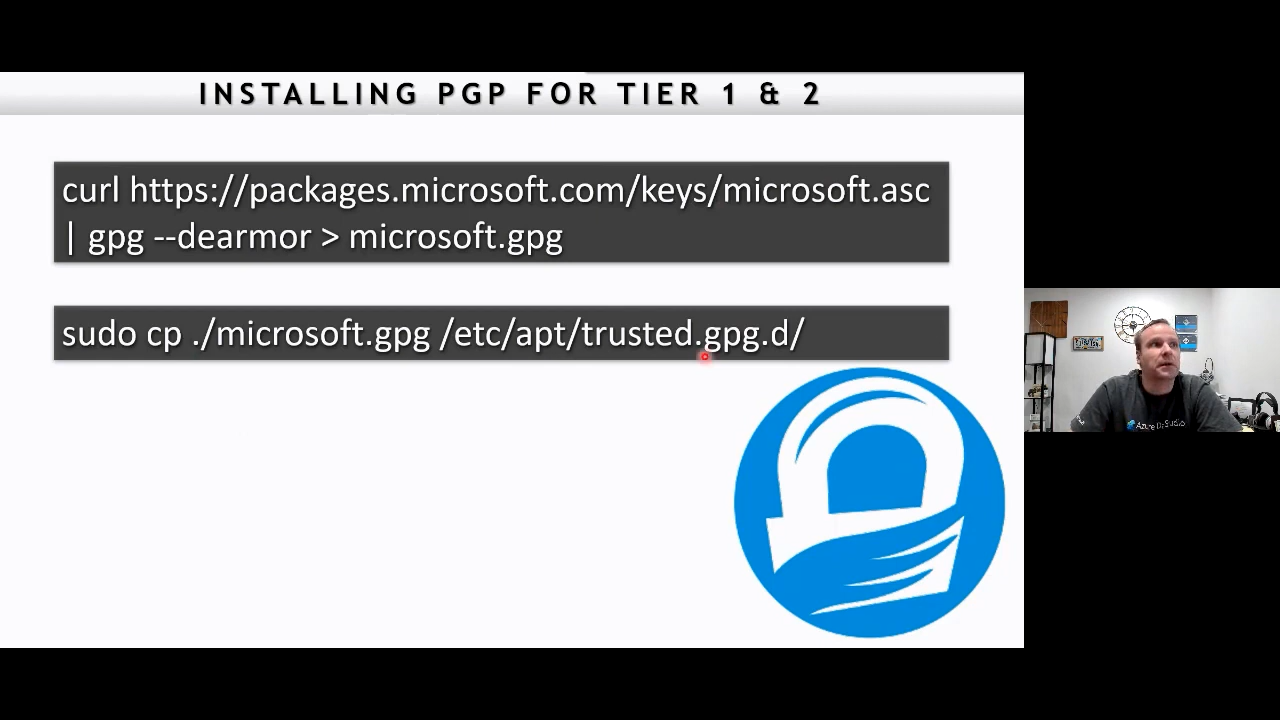 INSTALLING PGP FOR TIER 1 & 2
curl https://packages.microsoft.com/keys/microsoft.asc
| gpg --dearmor > microsoft.gpg
sudo cp ./microsoft.gpg /etc/apt/trusted.gpg.d/
Azure